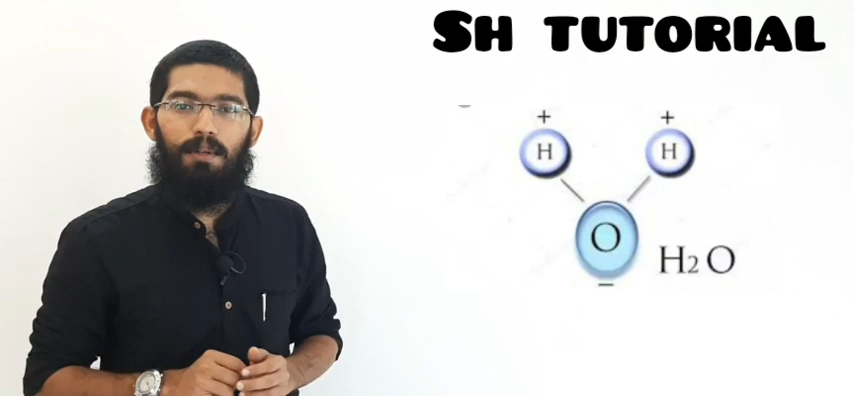 SH TUTORIAL
+ +
H H
O
H2O
−